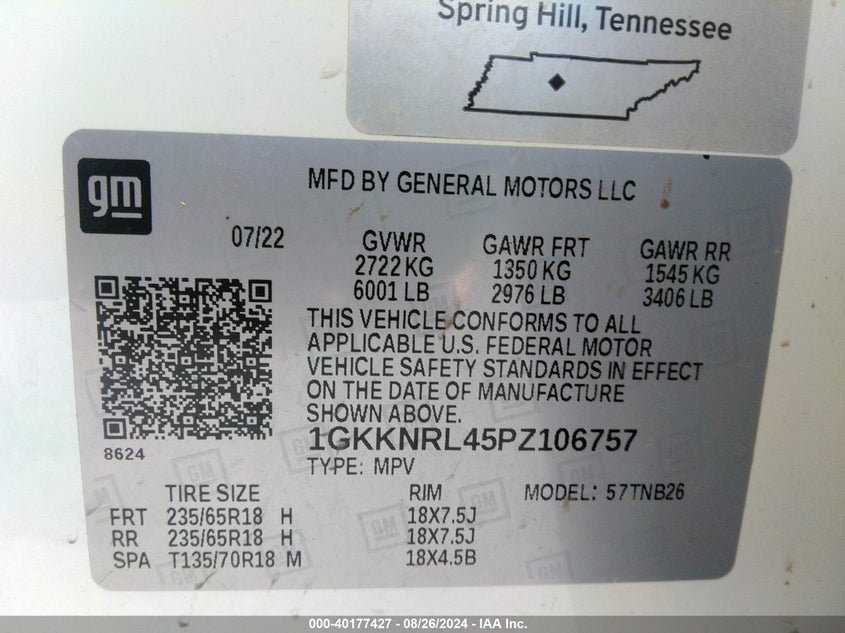 Spring Hill, Tennessee
gm
MFD BY GENERAL MOTORS LLC
07/22
GVWR GAWR FRT GAWR RR
2722 KG 1350 KG 1545 KG
6001 LB 2976 LB 3406 LB
THIS VEHICLE CONFORMS TO ALL
APPLICABLE U.S. FEDERAL MOTOR
VEHICLE SAFETY STANDARDS IN EFFECT
ON THE DATE OF MANUFACTURE
SHOWN ABOVE.
8624
1GKKNRL45PZ106757
TYPE: MPV
TIRE SIZE RIM MODEL: 57TNB26
FRT 235/65R18 H 18X7.5J
RR 235/65R18 H 18X7.5J
SPA T135/70R18 M 18X4.5B
000-40177427 - 08/26/2024 - IAA Inc.